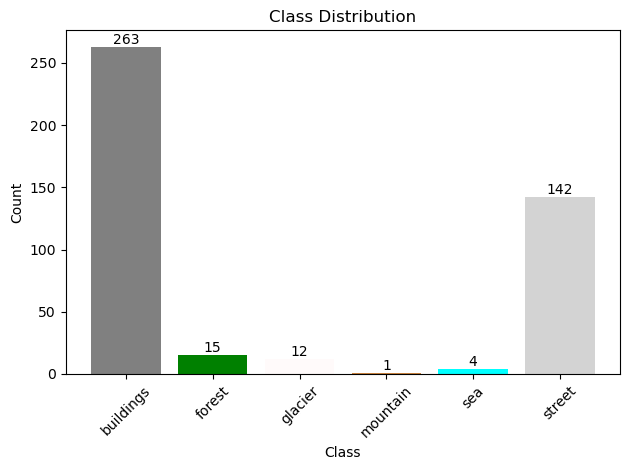 Class Distribution
263
250
200
150
142
100
50
15
12
1
4
0
Count
buildings
forest
glacier
mountain
sea
street
Class